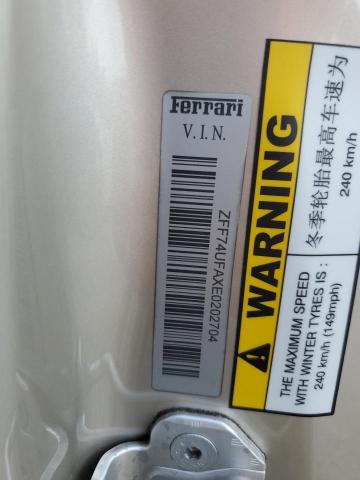 Ferrari
V.I.N.
ZFF74UFAXE0202704
WARNING
冬季轮胎最高车速为
240 km/h
THE MAXIMUM SPEED
WITH WINTER TYRES IS :
240 km/h (149mph)